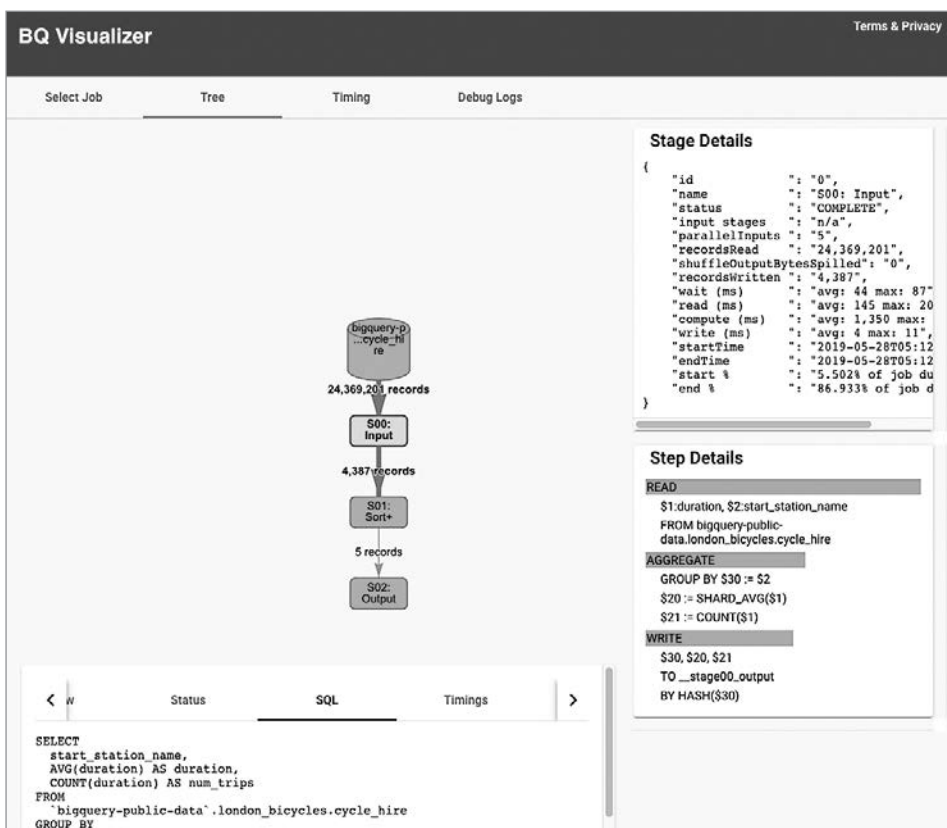 BQ Visualizer
Terms & Privacy
Select Job
Tree
Timing
Debug Logs
bigquery-p
...cycle_hi
re
24,369,201 records
S00:
Input
4,387 records
S01:
Sort+
5 records
S02:
Output
Stage Details
{
"id ": "0",
"name ": "S00: Input",
"status ": "COMPLETE",
"input stages ": "n/a",
"parallelInputs ": "5",
"recordsRead ": "24,369,201",
"shuffleOutputBytesSpilled": "0",
"recordsWritten ": "4,387",
"wait (ms) ": "avg: 44 max: 87"
"read (ms) ": "avg: 145 max: 20
"compute (ms) ": "avg: 1,350 max:
"write (ms) ": "avg: 4 max: 11",
"startTime ": "2019-05-28T05:12
"endTime ": "2019-05-28T05:12
"start % ": "5.502% of job du
"end % ": "86.933% of job d
}
Step Details
READ
$1:duration, $2:start_station_name
FROM bigquery-public-
data.london_bicycles.cycle_hire
AGGREGATE
GROUP BY $30 := $2
$20 := SHARD_AVG($1)
$21 := COUNT($1)
WRITE
$30, $20, $21
TO __stage00_output
BY HASH($30)
w
Status
SQL
Timings
SELECT
start_station_name,
AVG(duration) AS duration,
COUNT(duration) AS num_trips
FROM
`bigquery-public-data`.london_bicycles.cycle_hire
GROUP BY